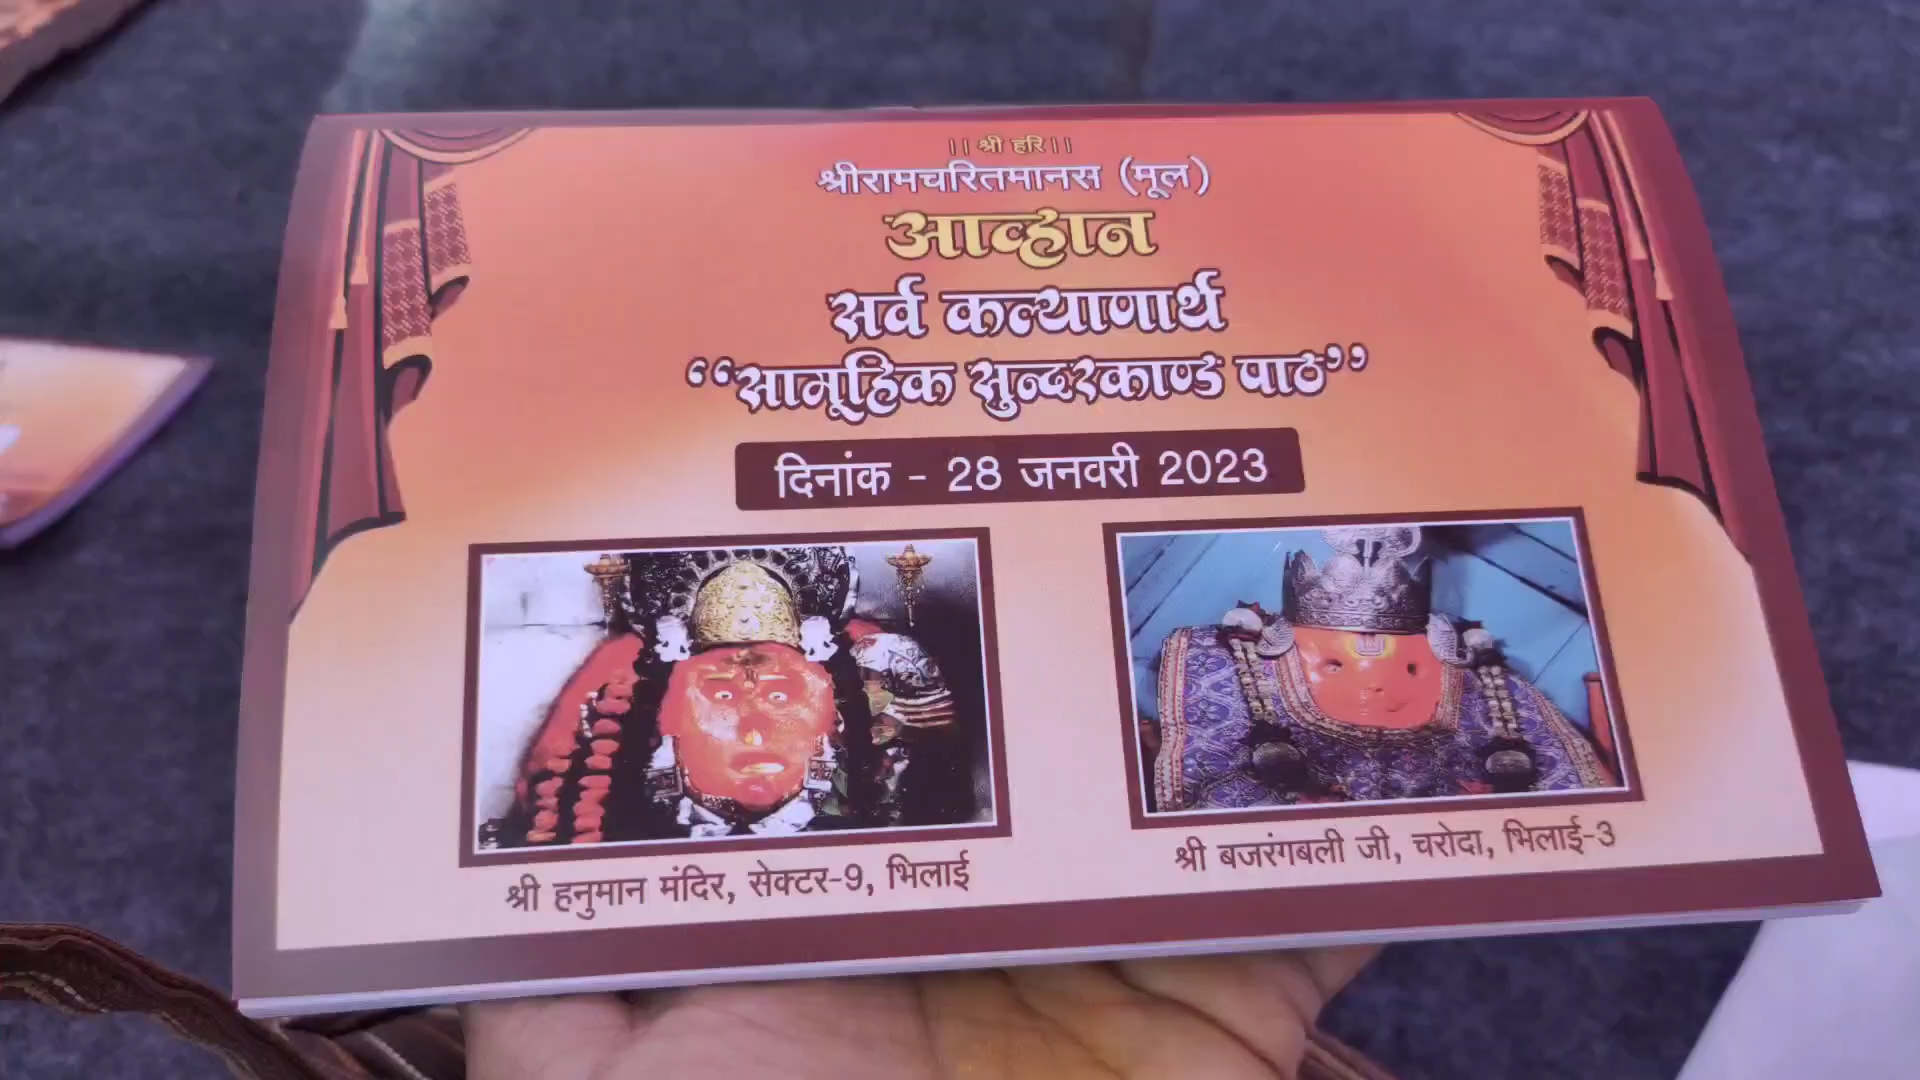 ।। श्री हरि।।
श्रीरामचरितमानस (मूल)
आव्हान
सर्व कल्याणार्थ
“सामूहिक सुन्दरकाण्ड पाठ”
दिनांक - 28 जनवरी 2023
श्री हनुमान मंदिर, सेक्टर-9, भिलाई
श्री बजरंगबली जी, चरोदा, भिलाई-3